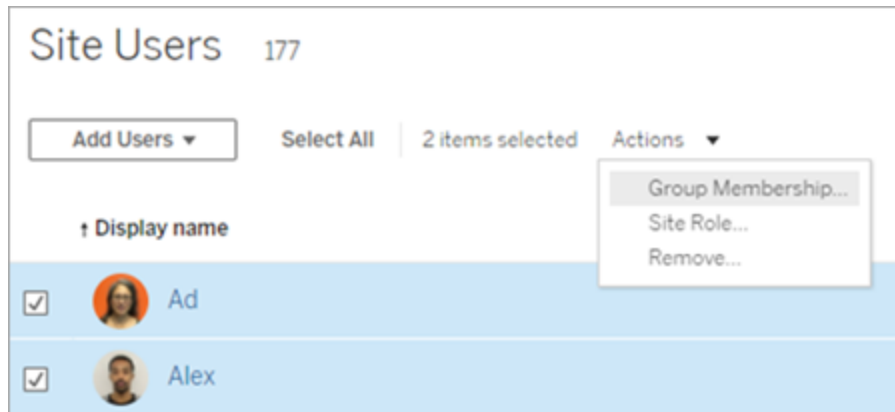 Site Users 177
Add Users ▾ Select All 2 items selected Actions ▼
Group Membership...
Site Role...
Remove...
↑ Display name
Ad
Alex